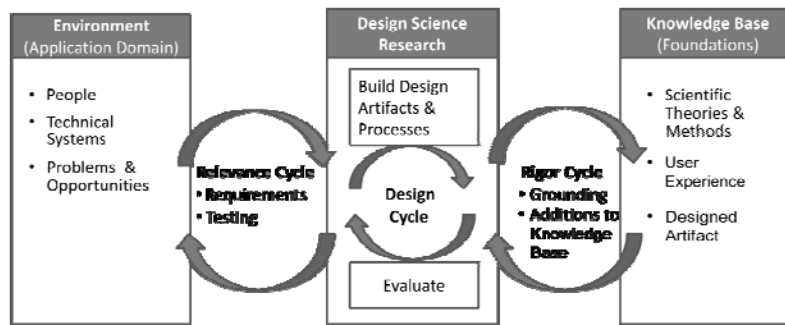 Environment
(Application Domain)
• People
• Technical
Systems
• Problems & 
Opportunities
Relevance Cycle
• Requirements
• Testing
Design Science
Research
Build Design
Artifacts &
Processes
Design
Cycle
Evaluate
Rigor Cycle
• Grounding
• Additions to
Knowledge
Base
Knowledge Base
(Foundations)
• Scientific
Theories &
Methods
• User
Experience
• Designed
Artifact